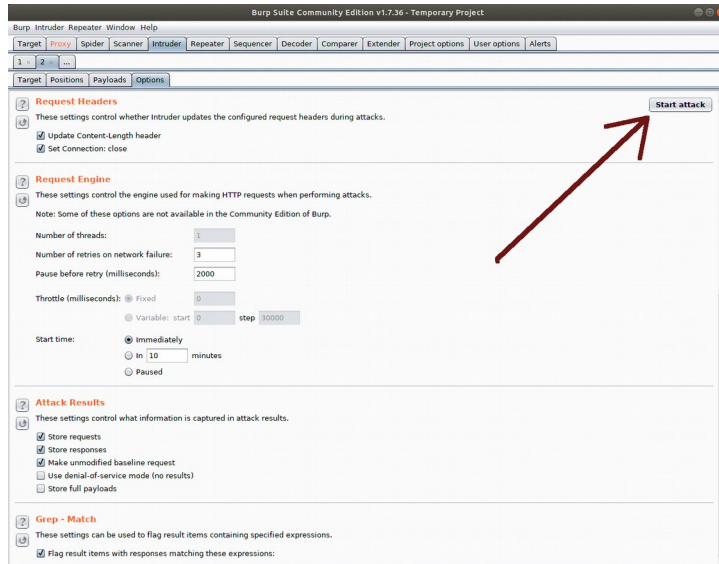 Burp Suite Community Edition v1.7.36 - Temporary Project
Burp Intruder Repeater Window Help
Target Proxy Spider Scanner Intruder Repeater Sequencer Decoder Comparer Extender Project options User options Alerts
1 × 2 × ...
Target Positions Payloads Options
? Request Headers
Start attack
These settings control whether Intruder updates the configured request headers during attacks.
Update Content-Length header
Set Connection: close
? Request Engine
These settings control the engine used for making HTTP requests when performing attacks.
Note: Some of these options are not available in the Community Edition of Burp.
Number of threads: 1
Number of retries on network failure: 3
Pause before retry (milliseconds): 2000
Throttle (milliseconds): Fixed 0
Variable: start 0 step 30000
Start time: Immediately
In 10 minutes
Paused
? Attack Results
These settings control what information is captured in attack results.
Store requests
Store responses
Make unmodified baseline request
Use denial-of-service mode (no results)
Store full payloads
? Grep - Match
These settings can be used to flag result items containing specified expressions.
Flag result items with responses matching these expressions: